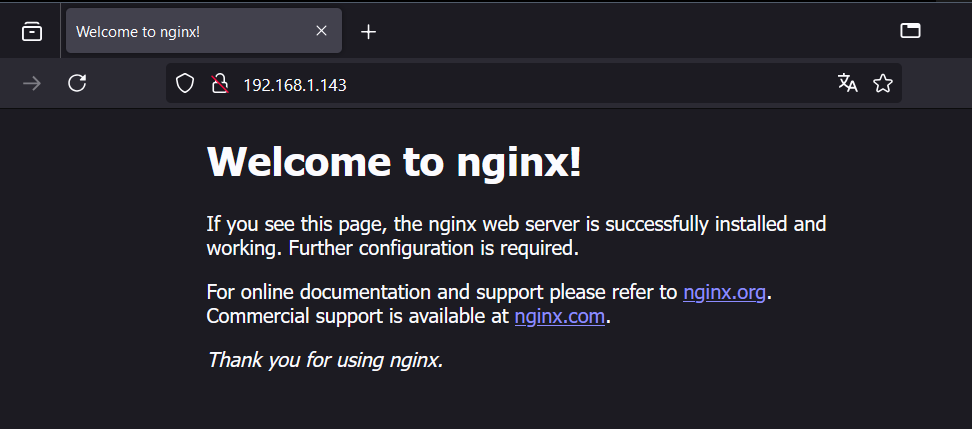 Welcome to nginx!
192.168.1.143
Welcome to nginx!
If you see this page, the nginx web server is successfully installed and
working. Further configuration is required.
For online documentation and support please refer to nginx.org.
Commercial support is available at nginx.com.
Thank you for using nginx.